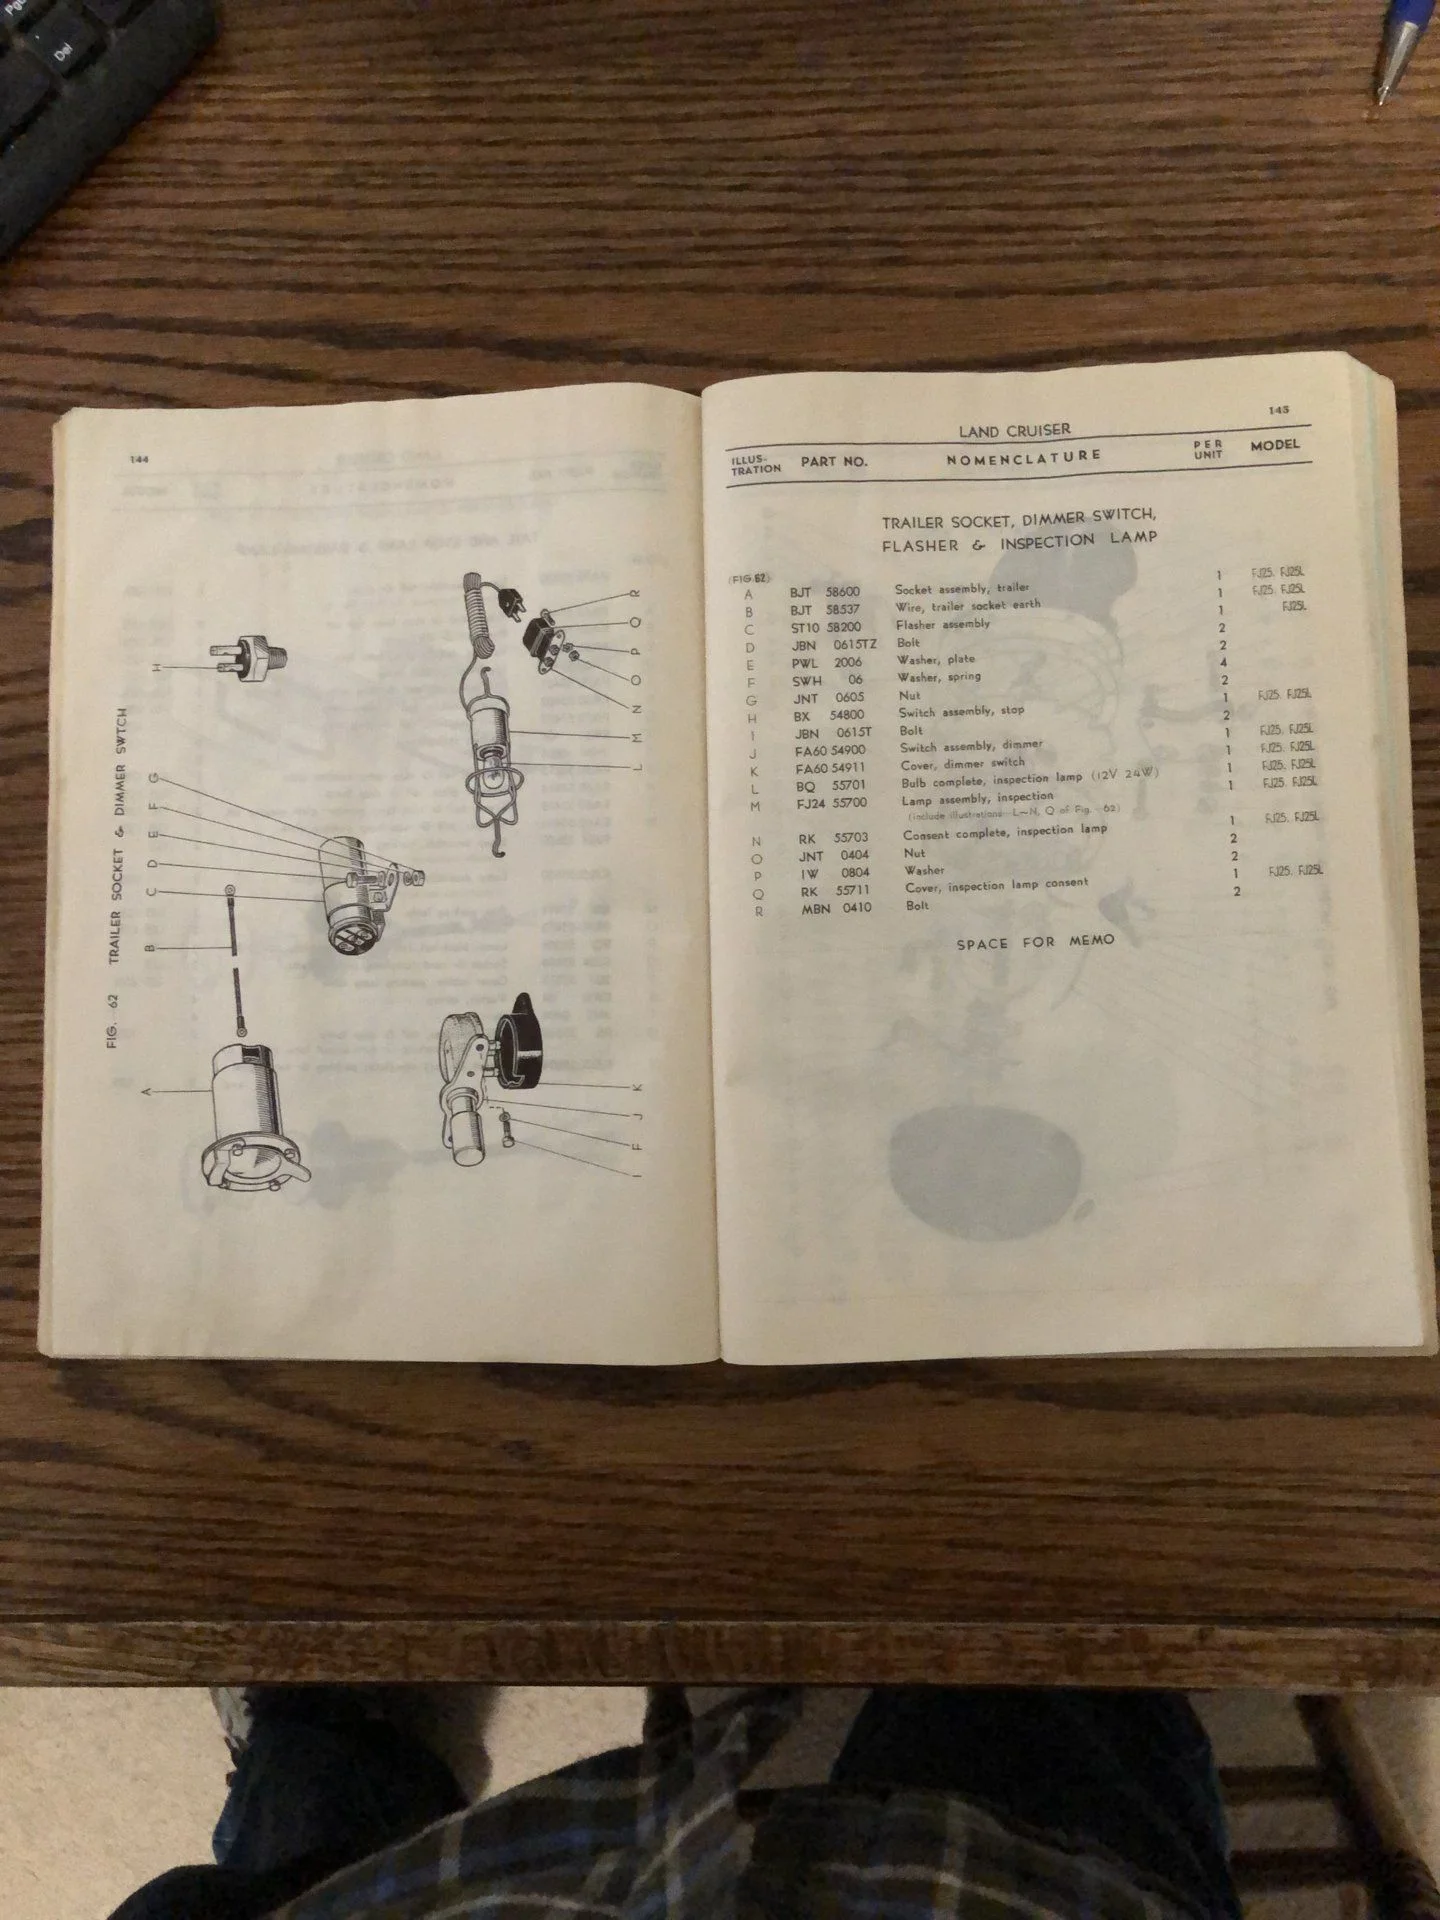 Del
144
FIG. 62 TRAILER SOCKET & DIMMER SWTCH
A
B
C
D
E
F
G
H
I
F
J
K
L
M
N
O
P
Q
R
145
LAND CRUISER
ILLUS-TRATION PART NO. NOMENCLATURE PER UNIT MODEL
TRAILER SOCKET, DIMMER SWITCH,
FLASHER & INSPECTION LAMP
(FIG.62)
A BJT 58600 Socket assembly, trailer 1 FJ25. FJ25L
B BJT 58537 Wire, trailer socket earth 1 FJ25. FJ25L
C ST10 58200 Flasher assembly 1 FJ25L
D JBN 0615TZ Bolt 2
E PWL 2006 Washer, plate 2
F SWH 06 Washer, spring 4
G JNT 0605 Nut 2
H BX 54800 Switch assembly, stop 1 FJ25. FJ25L
I JBN 0615T Bolt 2
J FA60 54900 Switch assembly, dimmer 1 FJ25. FJ25L
K FA60 54911 Cover, dimmer switch 1 FJ25. FJ25L
L BQ 55701 Bulb complete, inspection lamp (12V 24W) 1 FJ25. FJ25L
M FJ24 55700 Lamp assembly, inspection 1 FJ25. FJ25L
(include illustrations L~N, Q of Fig. 62)
N RK 55703 Consent complete, inspection lamp 1 FJ25. FJ25L
O JNT 0404 Nut 2
P IW 0804 Washer 2
Q RK 55711 Cover, inspection lamp consent 1 FJ25. FJ25L
R MBN 0410 Bolt 2
SPACE FOR MEMO